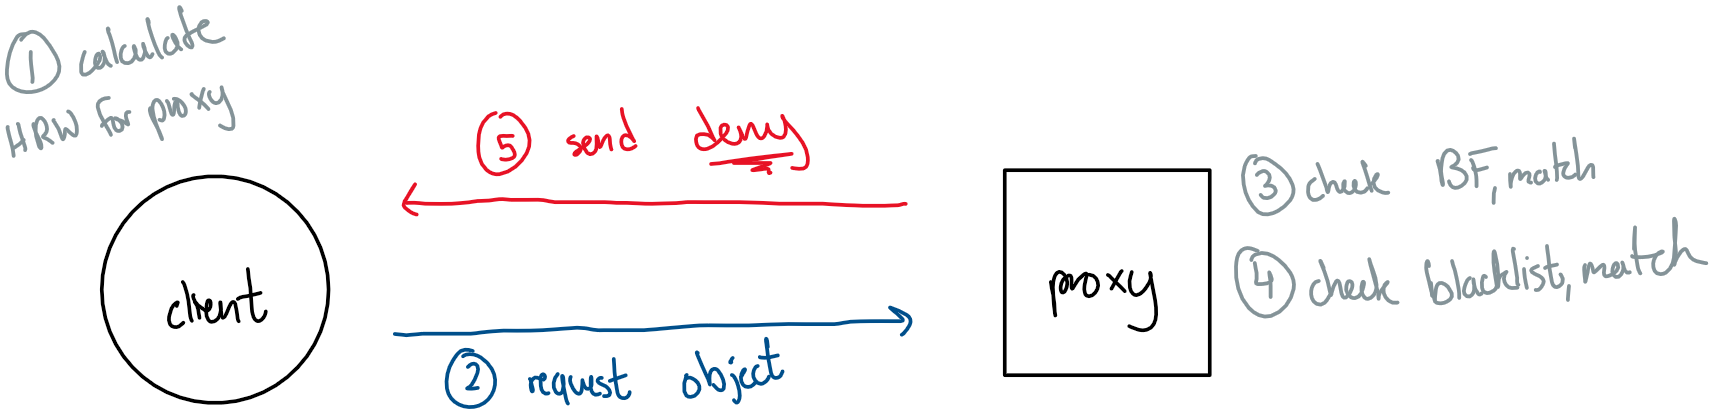 ① calculate
HRW for proxy
⑤ send deny
③ check BF, match
④ check blacklist, match
client
proxy
② request object